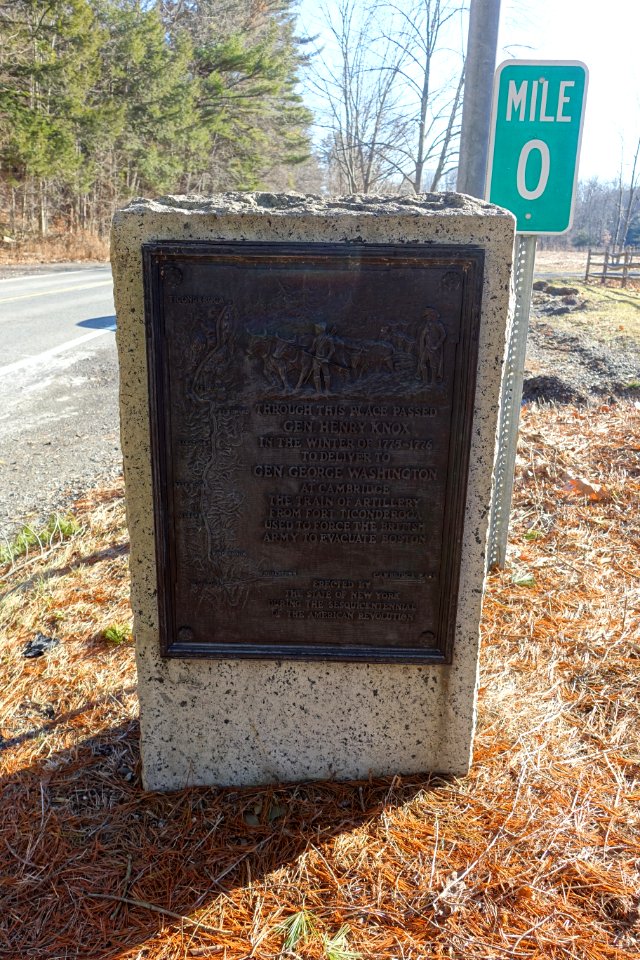 MILE
0
TICONDEROGA
THROUGH THIS PLACE PASSED
GEN. HENRY KNOX
IN THE WINTER OF 1775-1776
TO DELIVER TO
GEN. GEORGE WASHINGTON
AT CAMBRIDGE
THE TRAIN OF ARTILLERY
FROM FORT TICONDEROGA
USED TO FORCE THE BRITISH
ARMY TO EVACUATE BOSTON
CAMBRIDGE
ERECTED BY
THE STATE OF NEW YORK
DURING THE SESQUICENTENNIAL
OF THE AMERICAN REVOLUTION